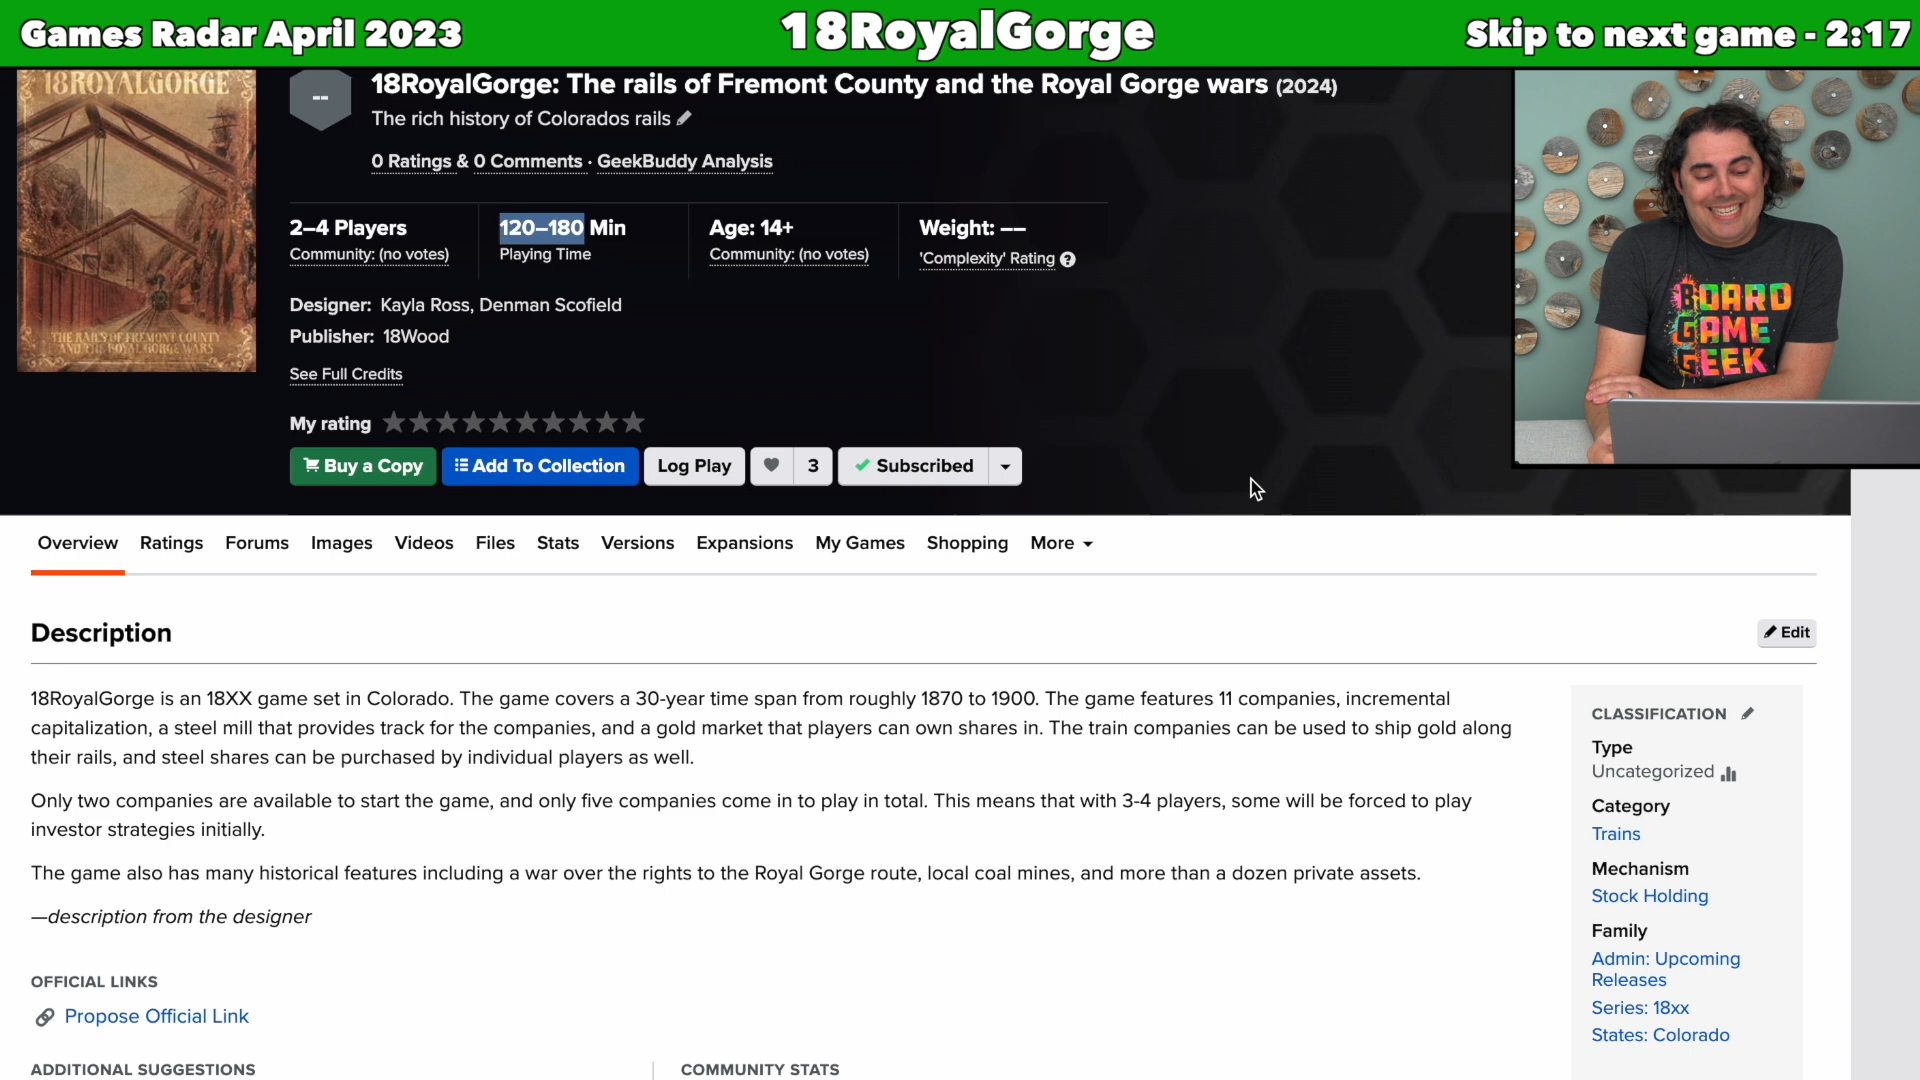 Games Radar April 2023
18RoyalGorge
Skip to next game - 2:17
18ROYALGORGE
THE RAILS OF FREMONT COUNTY
AND THE ROYAL GORGE WARS
--
18RoyalGorge: The rails of Fremont County and the Royal Gorge wars (2024)
The rich history of Colorados rails
0 Ratings & 0 Comments · GeekBuddy Analysis
2–4 Players
Community: (no votes)
120–180 Min
Playing Time
Age: 14+
Community: (no votes)
Weight: ––
'Complexity' Rating ?
Designer: Kayla Ross, Denman Scofield
Publisher: 18Wood
See Full Credits
My rating
Buy a Copy
Add To Collection
Log Play
3
Subscribed
BOARD
GAME
GEEK
Overview Ratings Forums Images Videos Files Stats Versions Expansions My Games Shopping More
Description
Edit
18RoyalGorge is an 18XX game set in Colorado. The game covers a 30-year time span from roughly 1870 to 1900. The game features 11 companies, incremental
capitalization, a steel mill that provides track for the companies, and a gold market that players can own shares in. The train companies can be used to ship gold along
their rails, and steel shares can be purchased by individual players as well.
Only two companies are available to start the game, and only five companies come in to play in total. This means that with 3-4 players, some will be forced to play
investor strategies initially.
The game also has many historical features including a war over the rights to the Royal Gorge route, local coal mines, and more than a dozen private assets.
—description from the designer
OFFICIAL LINKS
Propose Official Link
ADDITIONAL SUGGESTIONS
COMMUNITY STATS
CLASSIFICATION
Type
Uncategorized
Category
Trains
Mechanism
Stock Holding
Family
Admin: Upcoming
Releases
Series: 18xx
States: Colorado